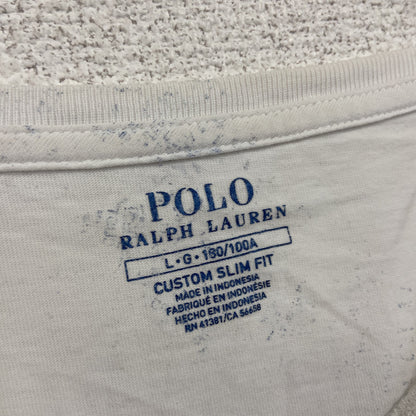 POLO
RALPH LAUREN
L • G • 180/100A
CUSTOM SLIM FIT
MADE IN INDONESIA
FABRIQUÉ EN INDONÉSIE
HECHO EN INDONESIA
RN 41381/CA 56658